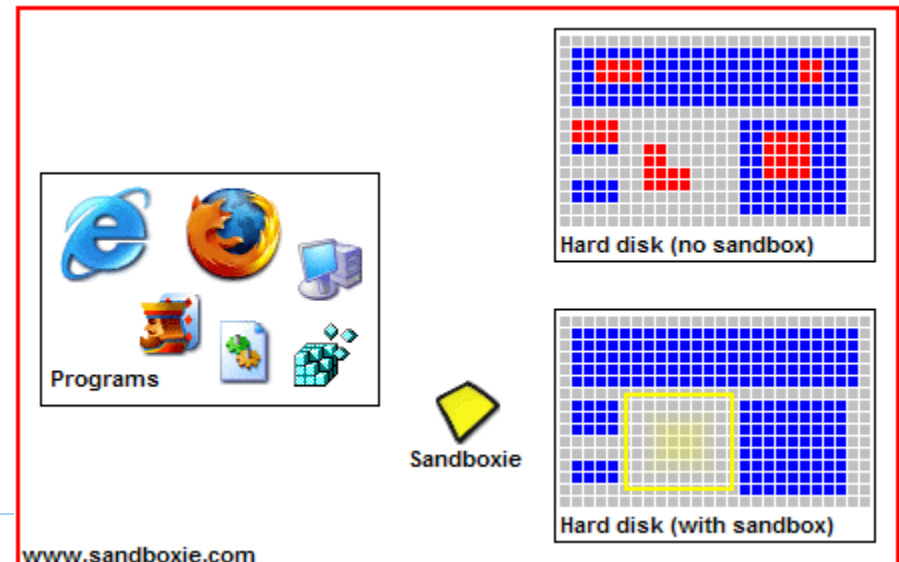 Hard disk (no sandbox)
Programs
Sandboxie
Hard disk (with sandbox)
www.sandboxie.com